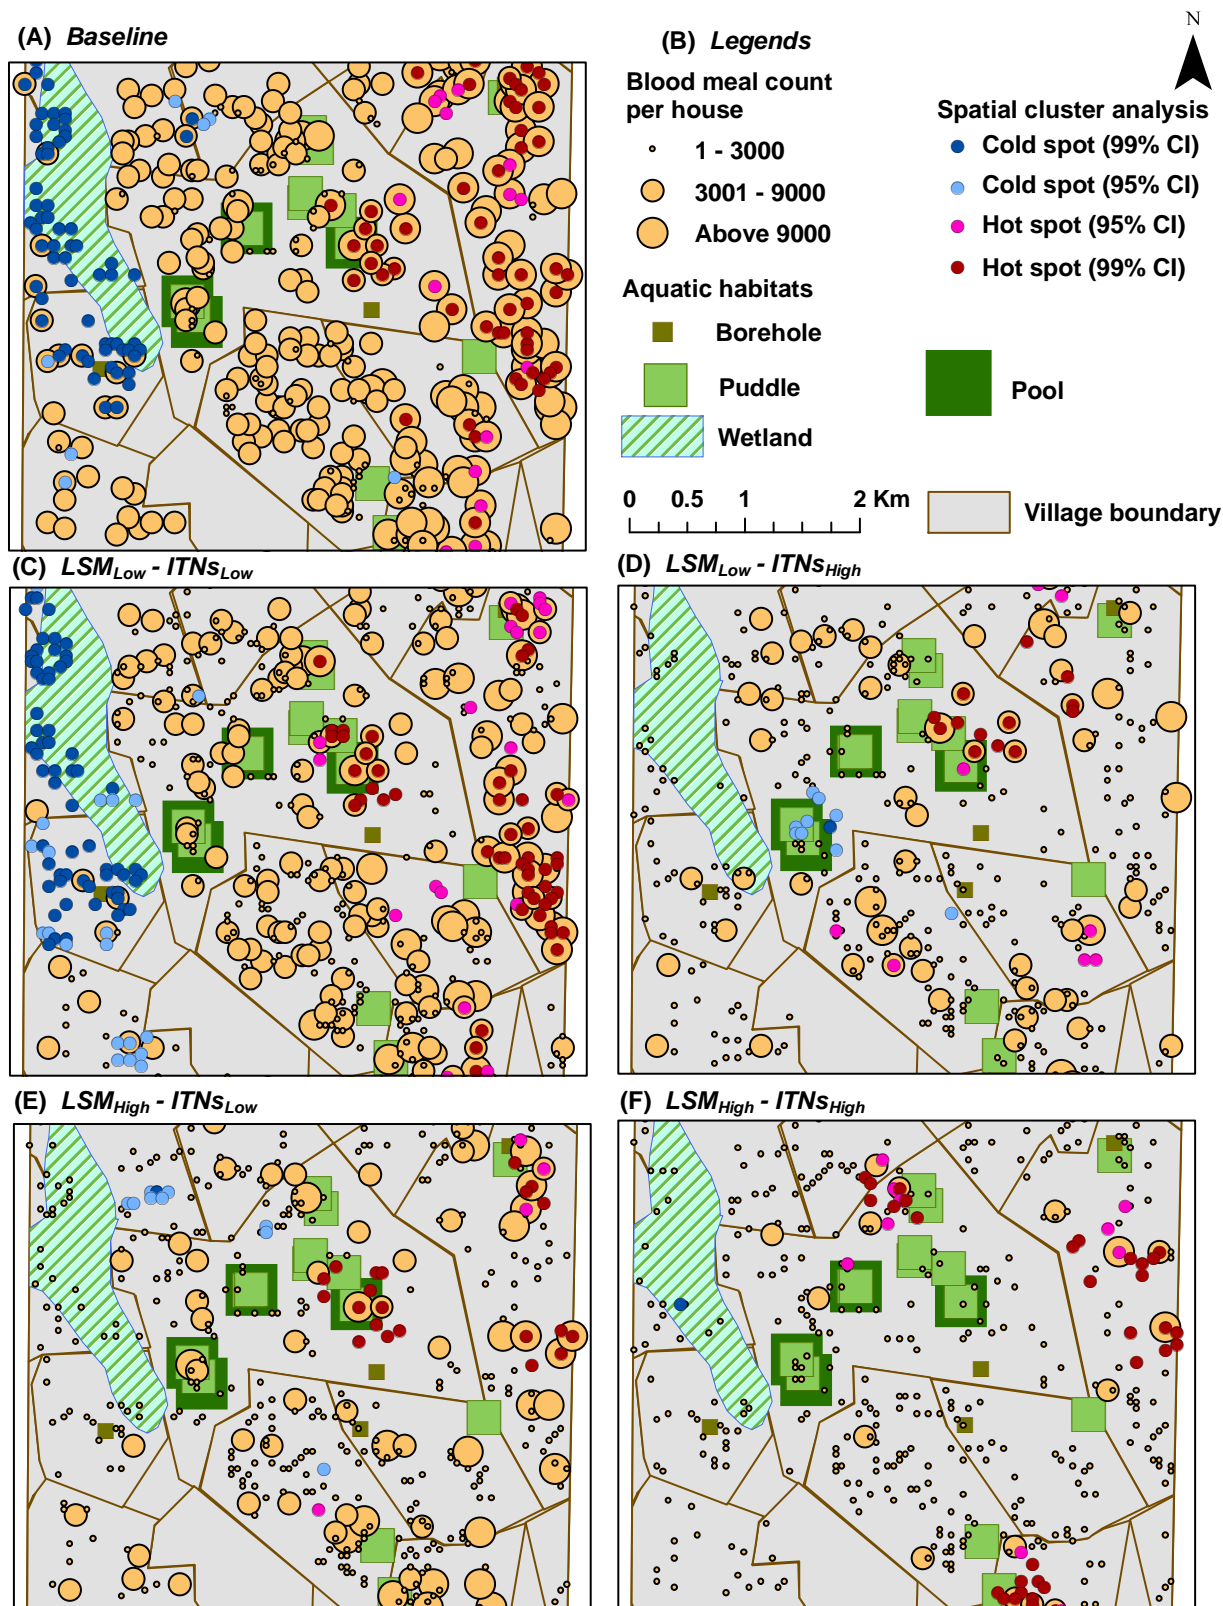 (A) Baseline
(B) Legends
N
Blood meal count
per house
1 - 3000
3001 - 9000
Above 9000
Spatial cluster analysis
Cold spot (99% CI)
Cold spot (95% CI)
Hot spot (95% CI)
Hot spot (99% CI)
Aquatic habitats
Borehole
Puddle
Pool
Wetland
0 0.5 1 2 Km
Village boundary
(C) LSMLow - ITNsLow
(D) LSMLow - ITNsHigh
(E) LSMHigh - ITNsLow
(F) LSMHigh - ITNsHigh